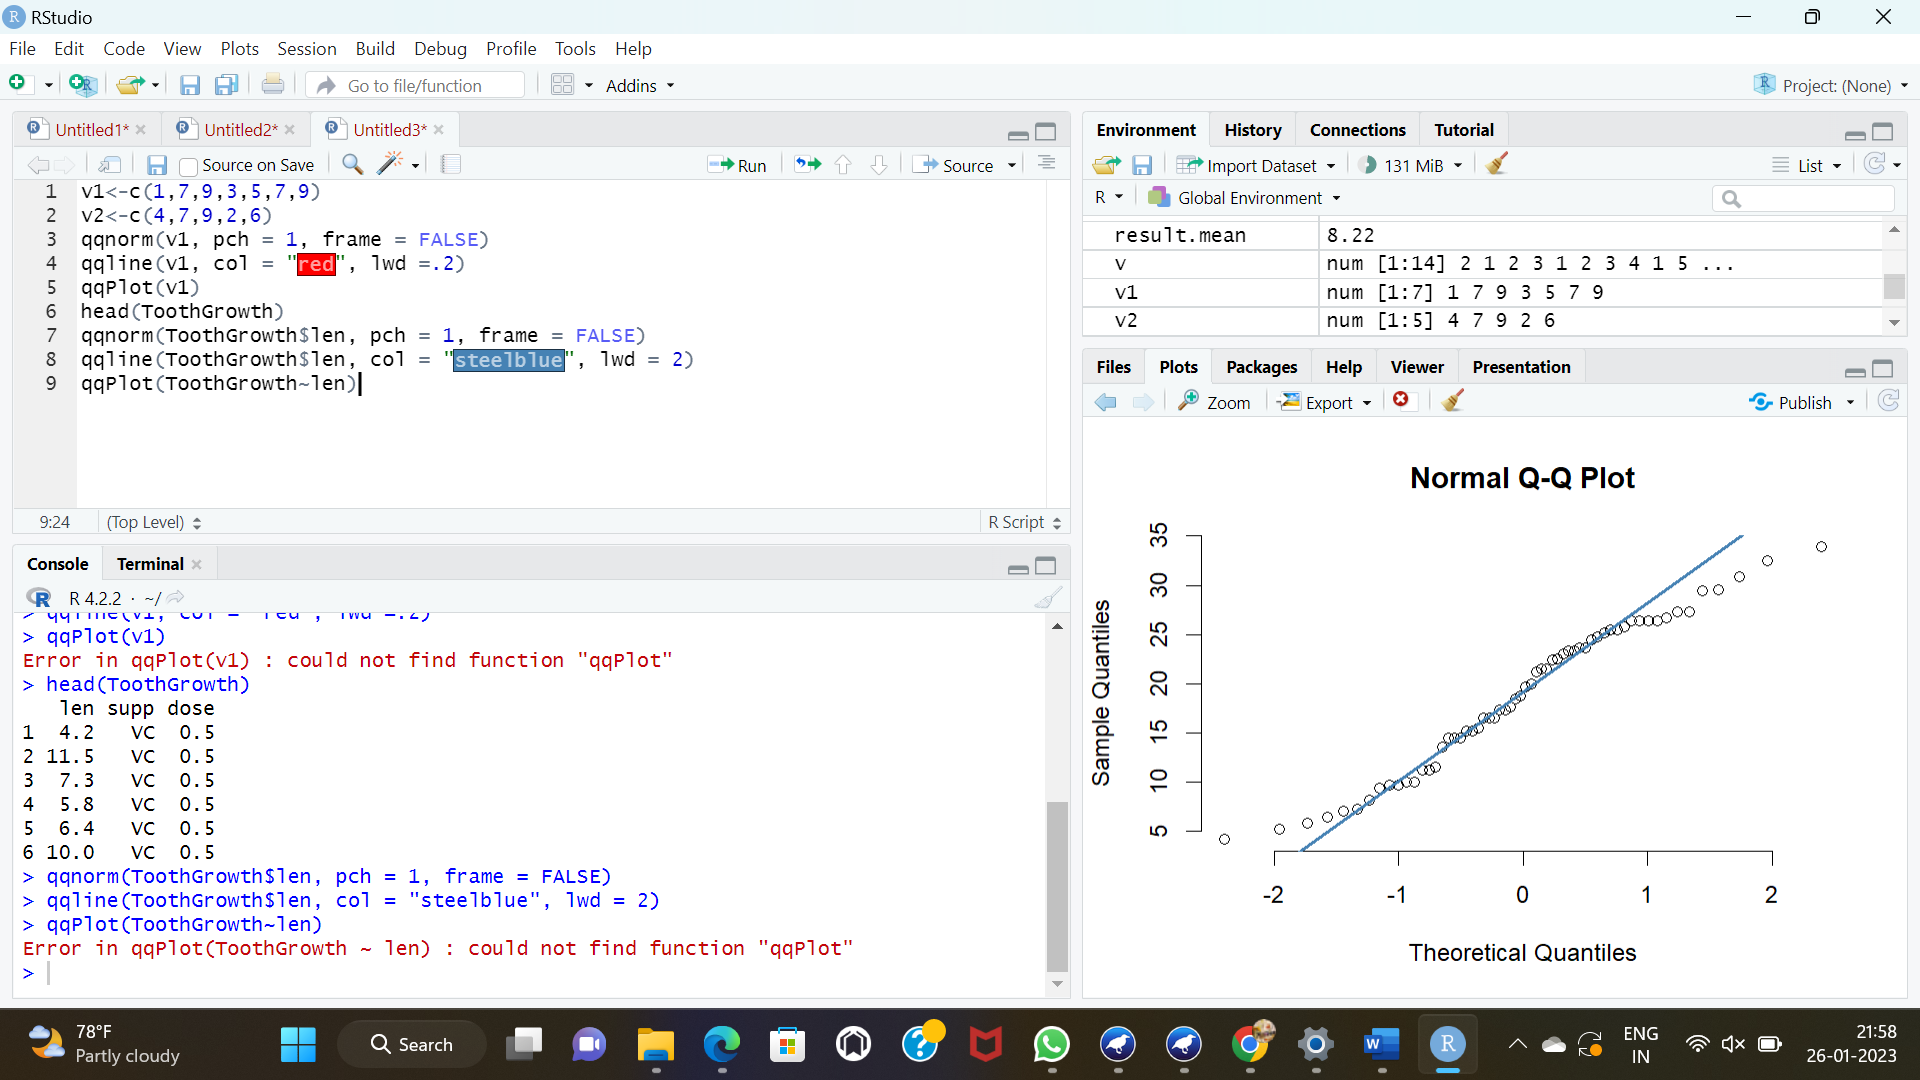 RStudio
File Edit Code View Plots Session Build Debug Profile Tools Help
Go to file/function Addins Project: (None)
Untitled1* Untitled2* Untitled3*
Source on Save Run Source
1 v1<-c(1,7,9,3,5,7,9)
2 v2<-c(4,7,9,2,6)
3 qqnorm(v1, pch = 1, frame = FALSE)
4 qqline(v1, col = "red", lwd =.2)
5 qqPlot(v1)
6 head(ToothGrowth)
7 qqnorm(ToothGrowth$len, pch = 1, frame = FALSE)
8 qqline(ToothGrowth$len, col = "steelblue", lwd = 2)
9 qqPlot(ToothGrowth~len)
9:24 (Top Level) R Script
Console Terminal
R 4.2.2 · ~/
> qqline(v1, col = "red", lwd =.2)
> qqPlot(v1)
Error in qqPlot(v1) : could not find function "qqPlot"
> head(ToothGrowth)
len supp dose
1 4.2 VC 0.5
2 11.5 VC 0.5
3 7.3 VC 0.5
4 5.8 VC 0.5
5 6.4 VC 0.5
6 10.0 VC 0.5
> qqnorm(ToothGrowth$len, pch = 1, frame = FALSE)
> qqline(ToothGrowth$len, col = "steelblue", lwd = 2)
> qqPlot(ToothGrowth~len)
Error in qqPlot(ToothGrowth ~ len) : could not find function "qqPlot"
>
Environment History Connections Tutorial
Import Dataset 131 MiB List
R Global Environment
result.mean 8.22
v num [1:14] 2 1 2 3 1 2 3 4 1 5 ...
v1 num [1:7] 1 7 9 3 5 7 9
v2 num [1:5] 4 7 9 2 6
Files Plots Packages Help Viewer Presentation
Zoom Export Publish
Normal Q-Q Plot
35
30
25
20
15
10
5
Sample Quantiles
-2 -1 0 1 2
Theoretical Quantiles
78°F
Partly cloudy
Search
ENG
IN
21:58
26-01-2023